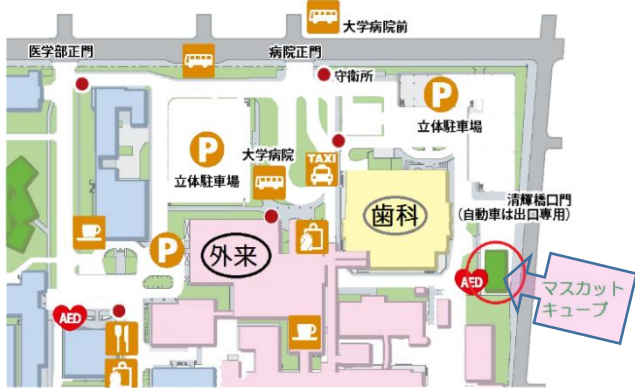 大学病院前
医学部正門
病院正門
守衛所
P
立体駐車場
P
立体駐車場
大学病院
TAXI
歯科
清輝橋口門
(自動車は出口専用)
外来
P
AED
マスカット
キューブ
AED